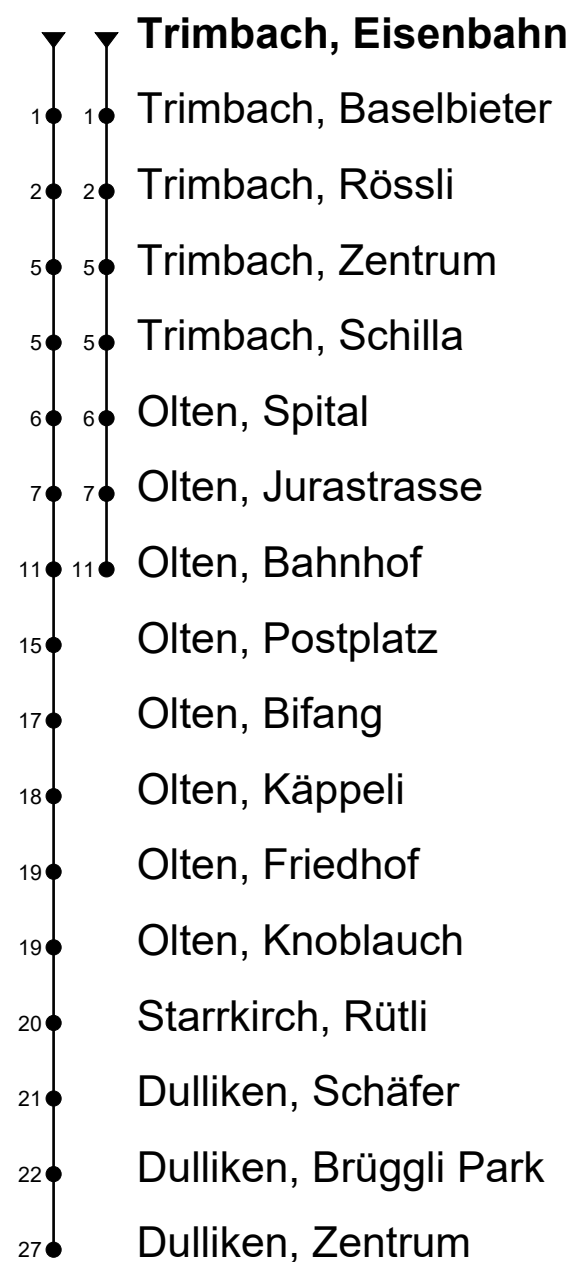 Trimbach, Eisenbahn
1 1 Trimbach, Baselbieter
2 2 Trimbach, Rössli
5 5 Trimbach, Zentrum
5 5 Trimbach, Schilla
6 6 Olten, Spital
7 7 Olten, Jurastrasse
11 11 Olten, Bahnhof
15 Olten, Postplatz
17 Olten, Bifang
18 Olten, Käppeli
19 Olten, Friedhof
19 Olten, Knoblauch
20 Starrkirch, Rütli
21 Dulliken, Schäfer
22 Dulliken, Brüggli Park
27 Dulliken, Zentrum